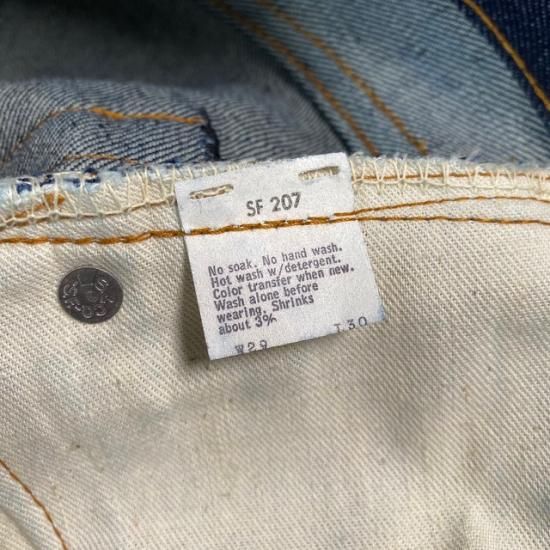 SF 207
No soak. No hand wash.
Hot wash w/detergent.
Color transfer when new.
Wash alone before
wearing. Shrinks
about 3%
W29 L30